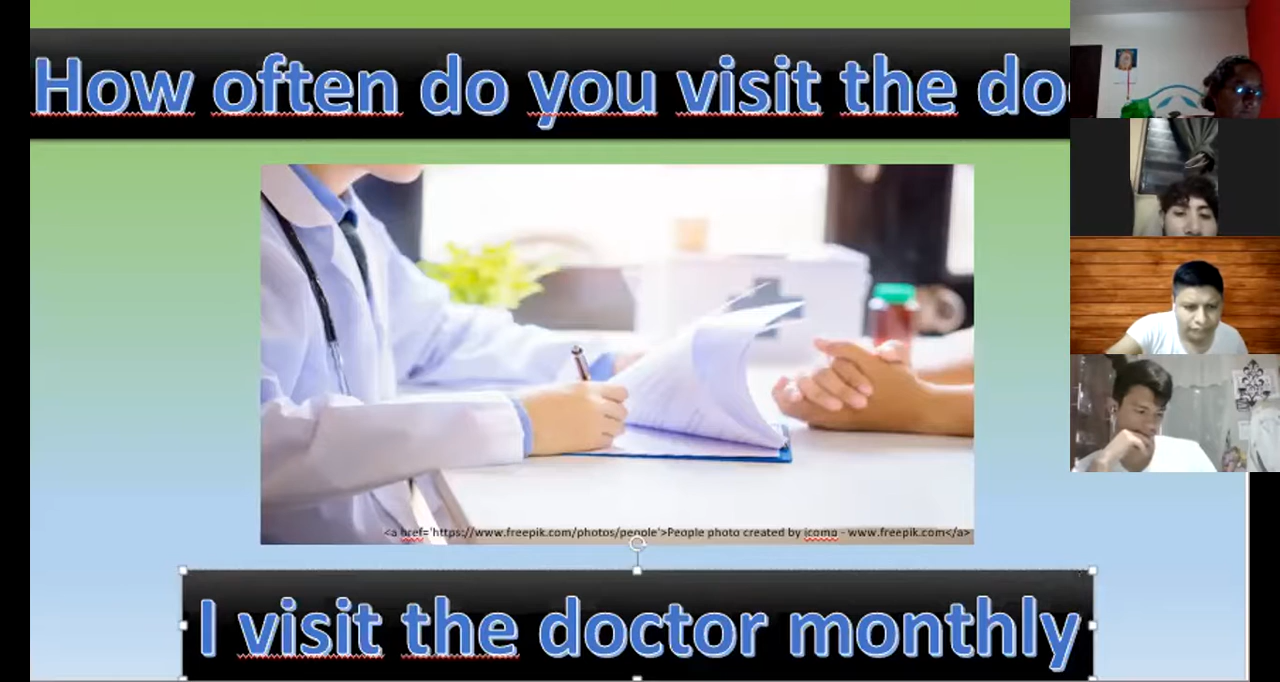 How often do you visit the do
<a href='https://www.freepik.com/photos/people'>People photo created by icomo - www.freepik.com</a>
I visit the doctor monthly